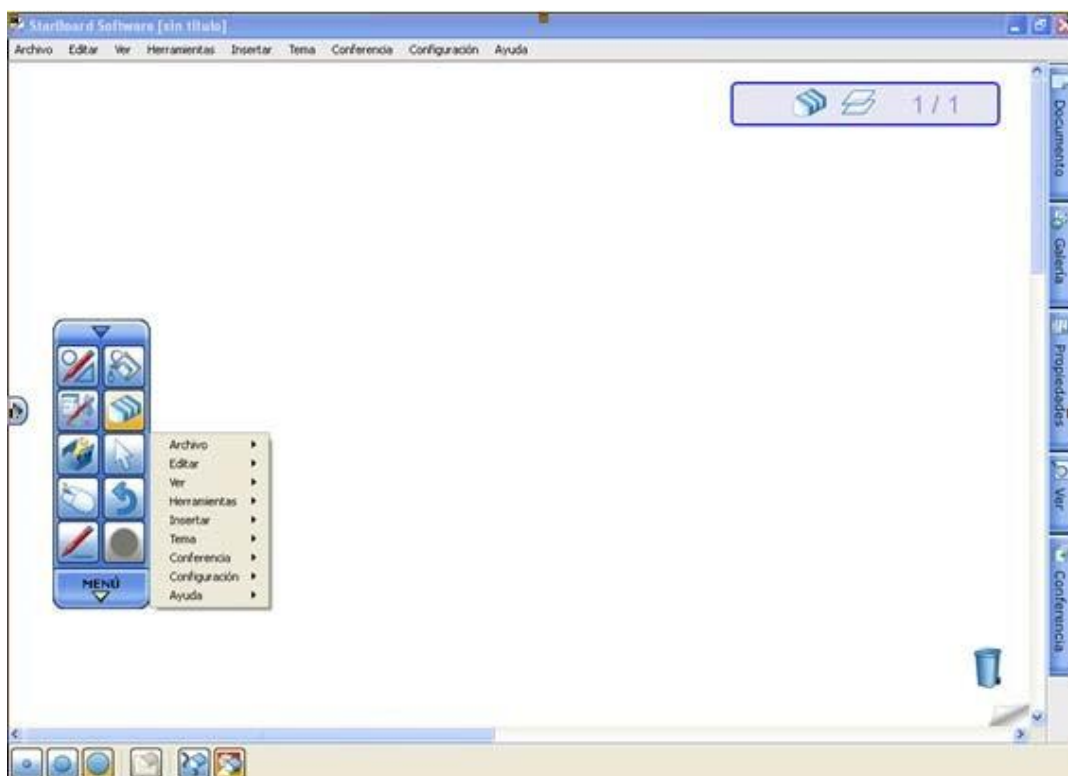 StarBoard Software [sin título]
Archivo Editar Ver Herramientas Insertar Tema Conferencia Configuración Ayuda
1 / 1
Documento
Galería
Propiedades
Ver
Conferencia
Archivo
Editar
Ver
Herramientas
Insertar
Tema
Conferencia
Configuración
Ayuda
MENÚ